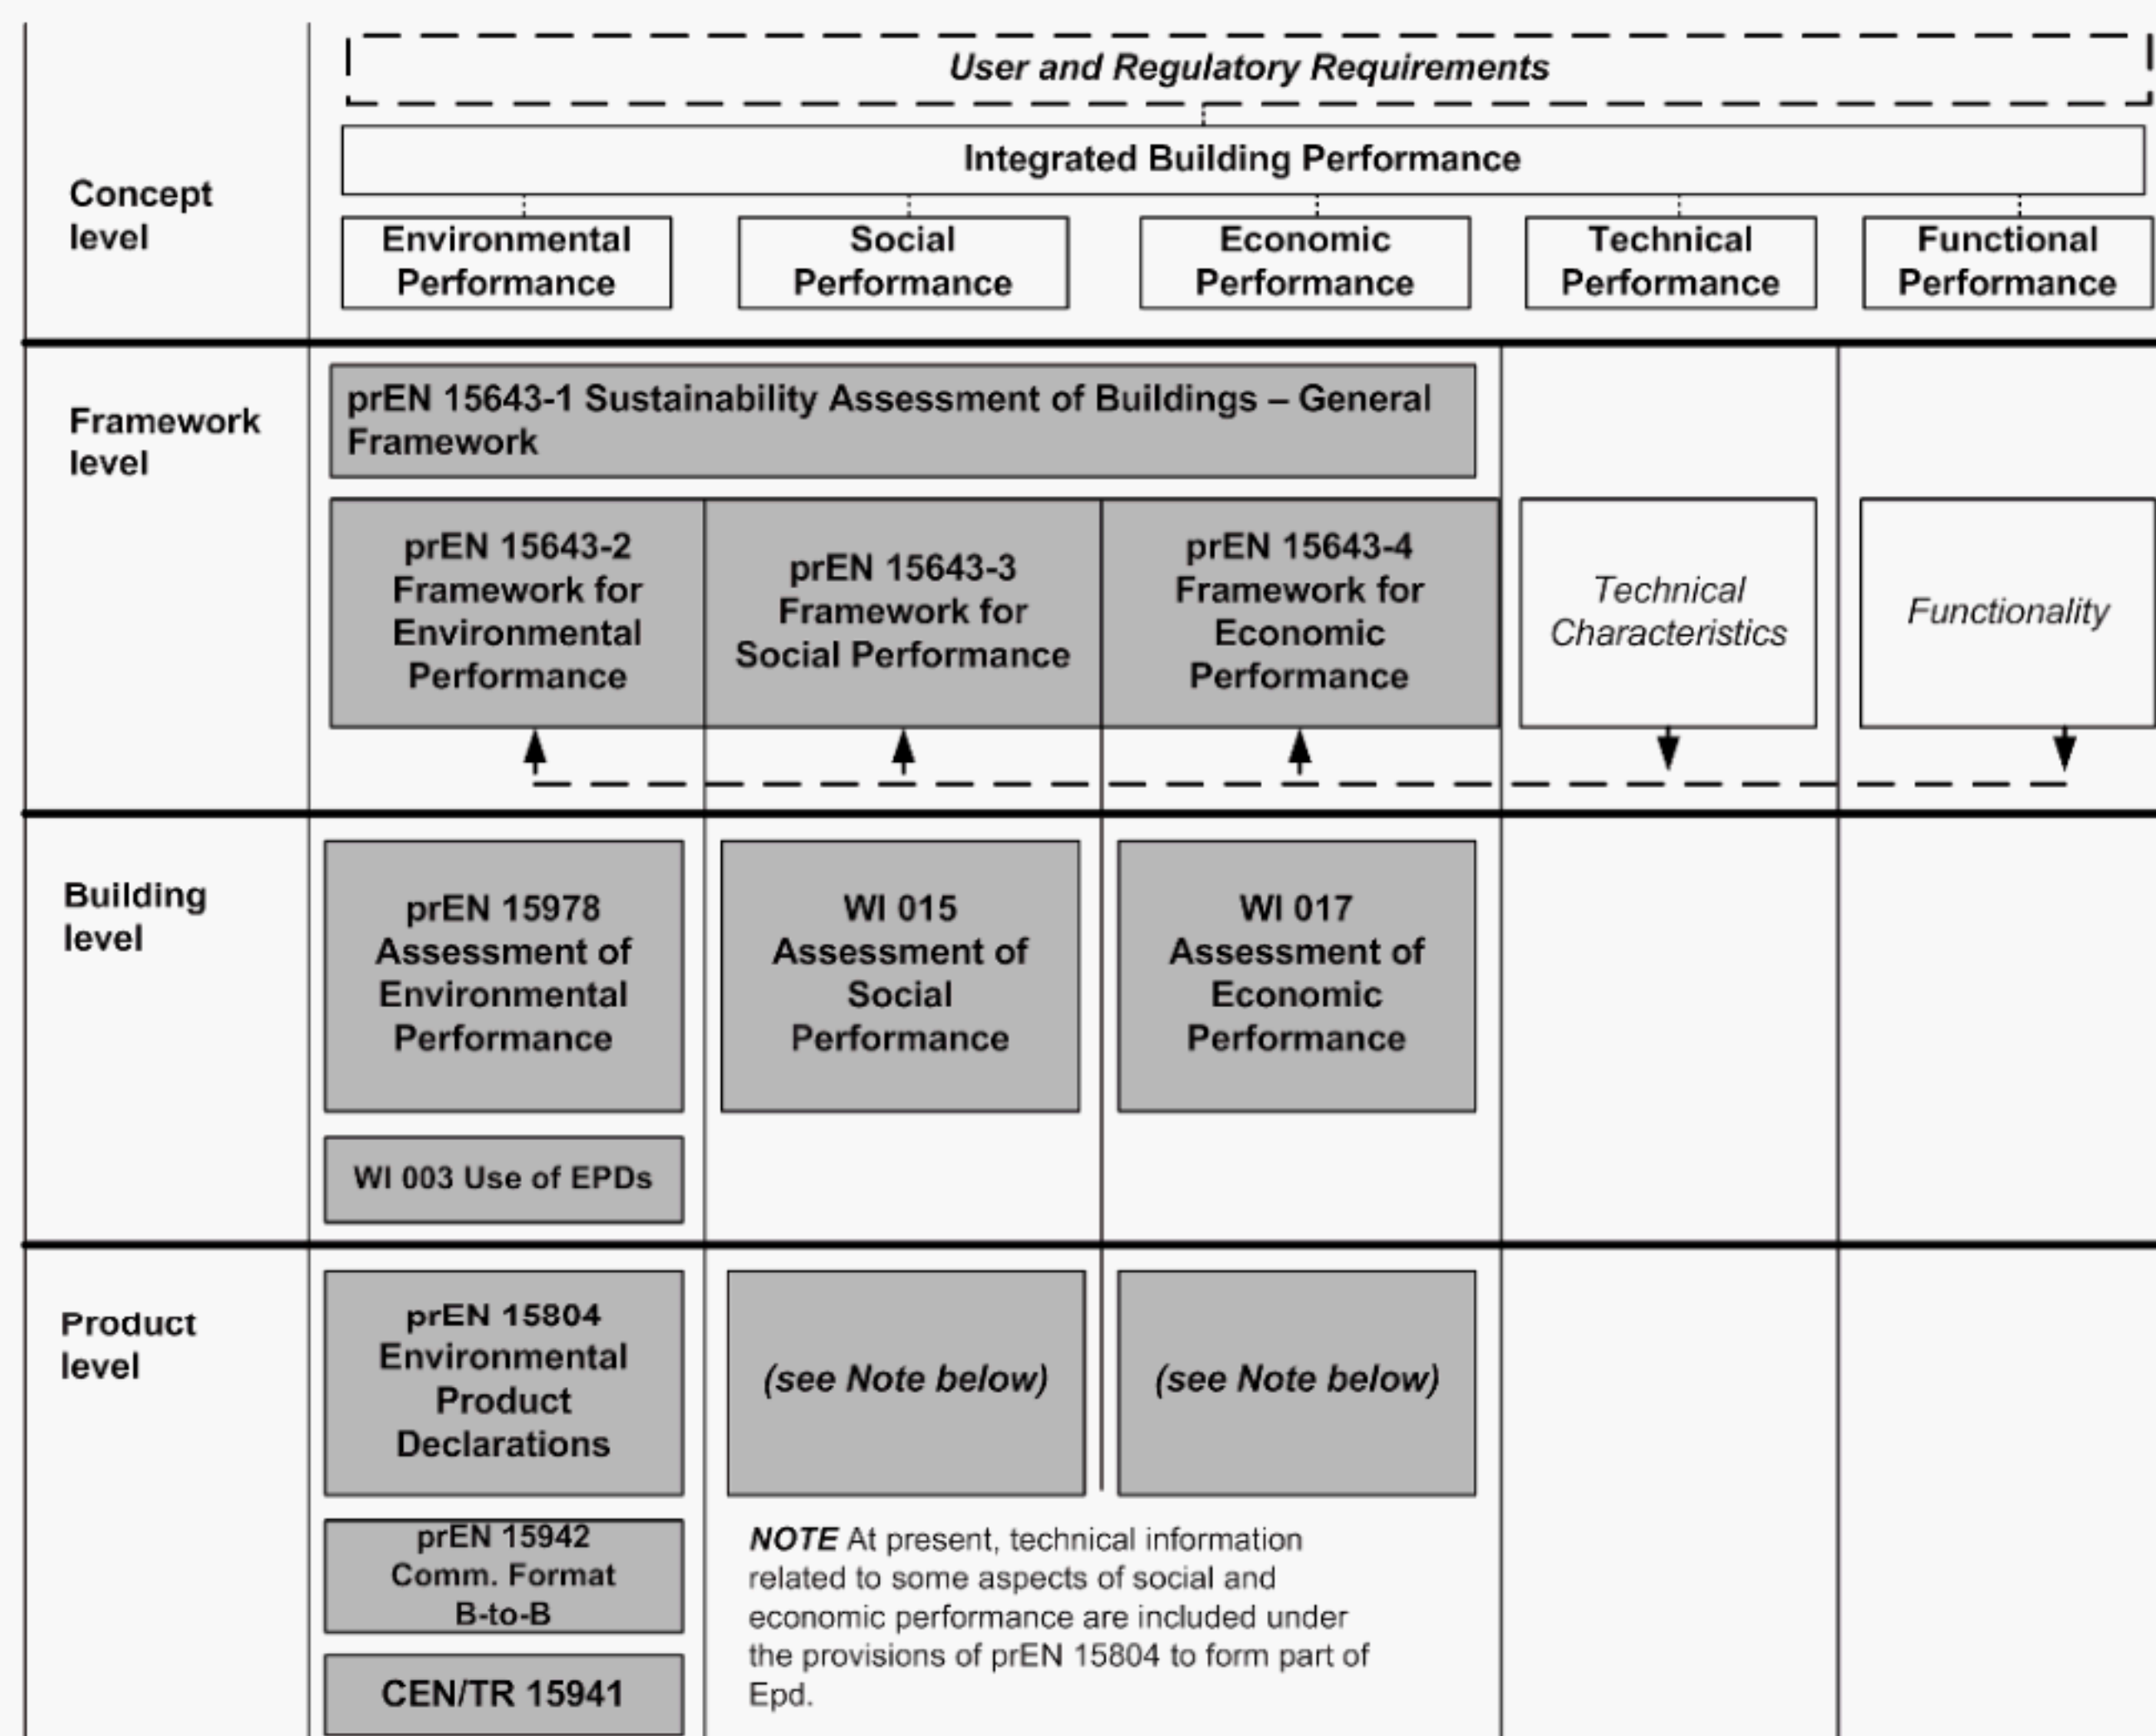 User and Regulatory Requirements
Integrated Building Performance
Concept
level
Environmental
Performance
Social
Performance
Economic
Performance
Technical
Performance
Functional
Performance
Framework
level
prEN 15643-1 Sustainability Assessment of Buildings – General
Framework
prEN 15643-2
Framework for
Environmental
Performance
prEN 15643-3
Framework for
Social Performance
prEN 15643-4
Framework for
Economic
Performance
Technical
Characteristics
Functionality
Building
level
prEN 15978
Assessment of
Environmental
Performance
WI 015
Assessment of
Social
Performance
WI 017
Assessment of
Economic
Performance
WI 003 Use of EPDs
Product
level
prEN 15804
Environmental
Product
Declarations
(see Note below)
(see Note below)
prEN 15942
Comm. Format
B-to-B
CEN/TR 15941
NOTE At present, technical information
related to some aspects of social and
economic performance are included under
the provisions of prEN 15804 to form part of
Epd.